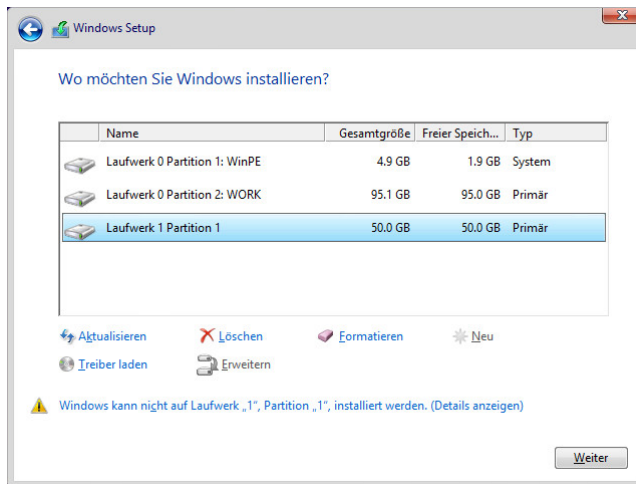 Windows Setup
Wo möchten Sie Windows installieren?
Name Gesamtgröße Freier Speich... Typ
Laufwerk 0 Partition 1: WinPE 4.9 GB 1.9 GB System
Laufwerk 0 Partition 2: WORK 95.1 GB 95.0 GB Primär
Laufwerk 1 Partition 1 50.0 GB 50.0 GB Primär
Aktualisieren Löschen Formatieren Neu
Treiber laden Erweitern
Windows kann nicht auf Laufwerk „1“, Partition „1“, installiert werden. (Details anzeigen)
Weiter